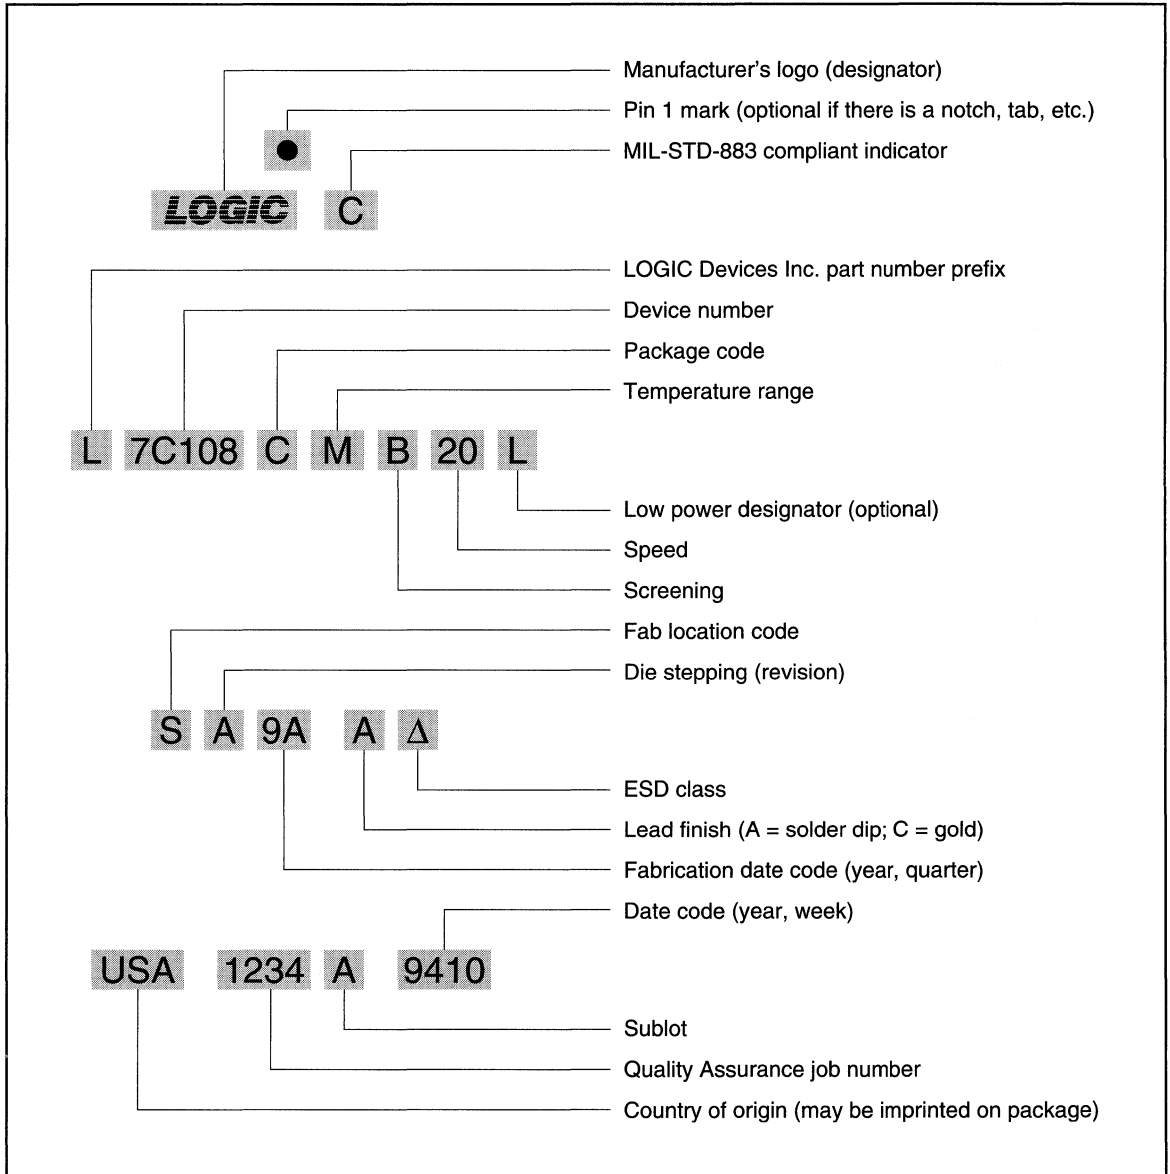 Manufacturer's logo (designator)
Pin 1 mark (optional if there is a notch, tab, etc.)
MIL-STD-883 compliant indicator
LOGIC C
LOGIC Devices Inc. part number prefix
Device number
Package code
Temperature range
L 7C108 C M B 20 L
Low power designator (optional)
Speed
Screening
Fab location code
Die stepping (revision)
S A 9A A Δ
ESD class
Lead finish (A = solder dip; C = gold)
Fabrication date code (year, quarter)
Date code (year, week)
USA 1234 A 9410
Sublot
Quality Assurance job number
Country of origin (may be imprinted on package)